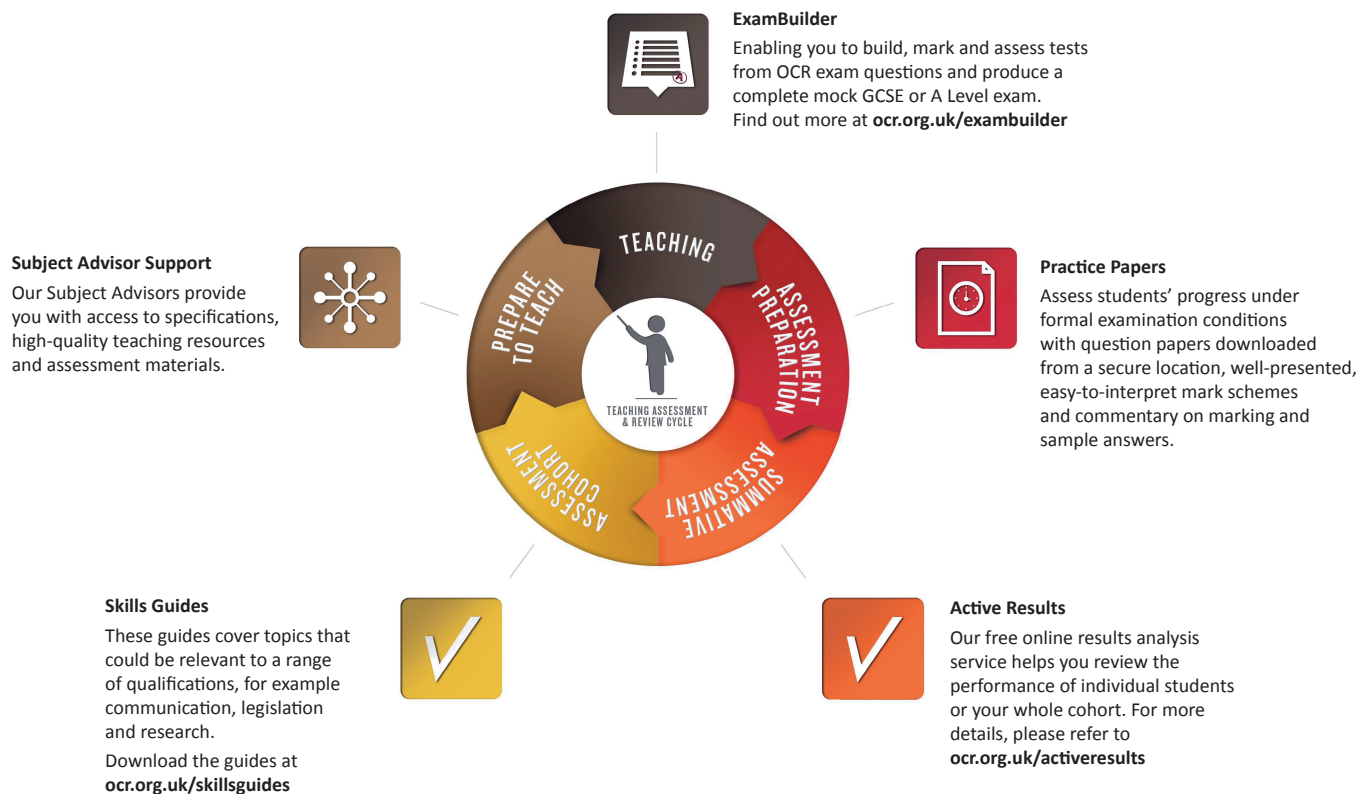 ExamBuilder
Enabling you to build, mark and assess tests
from OCR exam questions and produce a
complete mock GCSE or A Level exam.
Find out more at ocr.org.uk/exambuilder
A
TEACHING
ASSESSMENT
PREPARATION
SUMMATIVE
ASSESSMENT
ASSESSMENT
COHORT
PREPARE
TO TEACH
TEACHING ASSESSMENT
& REVIEW CYCLE
Subject Advisor Support
Our Subject Advisors provide
you with access to specifications,
high-quality teaching resources
and assessment materials.
Practice Papers
Assess students’ progress under
formal examination conditions
with question papers downloaded
from a secure location, well-presented,
easy-to-interpret mark schemes
and commentary on marking and
sample answers.
Skills Guides
These guides cover topics that
could be relevant to a range
of qualifications, for example
communication, legislation
and research.
Download the guides at
ocr.org.uk/skillsguides
Active Results
Our free online results analysis
service helps you review the
performance of individual students
or your whole cohort. For more
details, please refer to
ocr.org.uk/activeresults